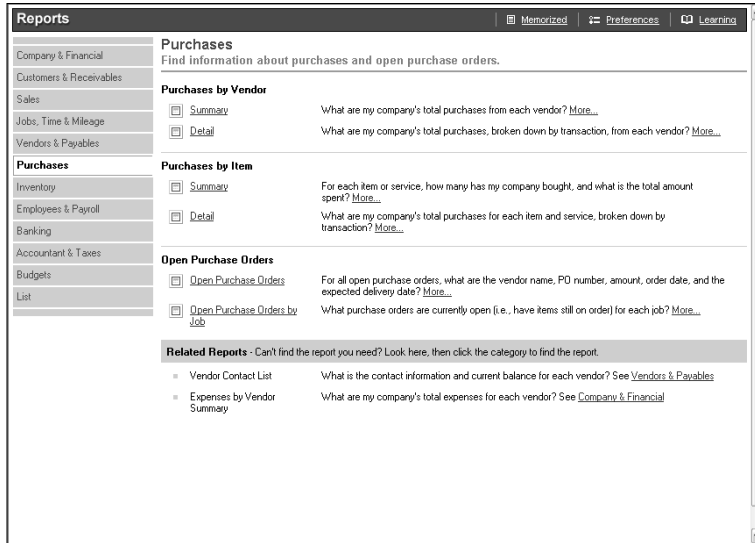 Reports
Memorized
Preferences
Learning
Company & Financial
Customers & Receivables
Sales
Jobs, Time & Mileage
Vendors & Payables
Purchases
Inventory
Employees & Payroll
Banking
Accountant & Taxes
Budgets
List
Purchases
Find information about purchases and open purchase orders.
Purchases by Vendor
Summary
What are my company's total purchases from each vendor? More...
Detail
What are my company's total purchases, broken down by transaction, from each vendor? More...
Purchases by Item
Summary
For each item or service, how many has my company bought, and what is the total amount
spent? More...
Detail
What are my company's total purchases for each item and service, broken down by
transaction? More...
Open Purchase Orders
Open Purchase Orders
For all open purchase orders, what are the vendor name, PO number, amount, order date, and the
expected delivery date? More...
Open Purchase Orders by
Job
What purchase orders are currently open (i.e., have items still on order) for each job? More...
Related Reports - Can't find the report you need? Look here, then click the category to find the report.
Vendor Contact List
What is the contact information and current balance for each vendor? See Vendors & Payables
Expenses by Vendor
Summary
What are my company's total expenses for each vendor? See Company & Financial